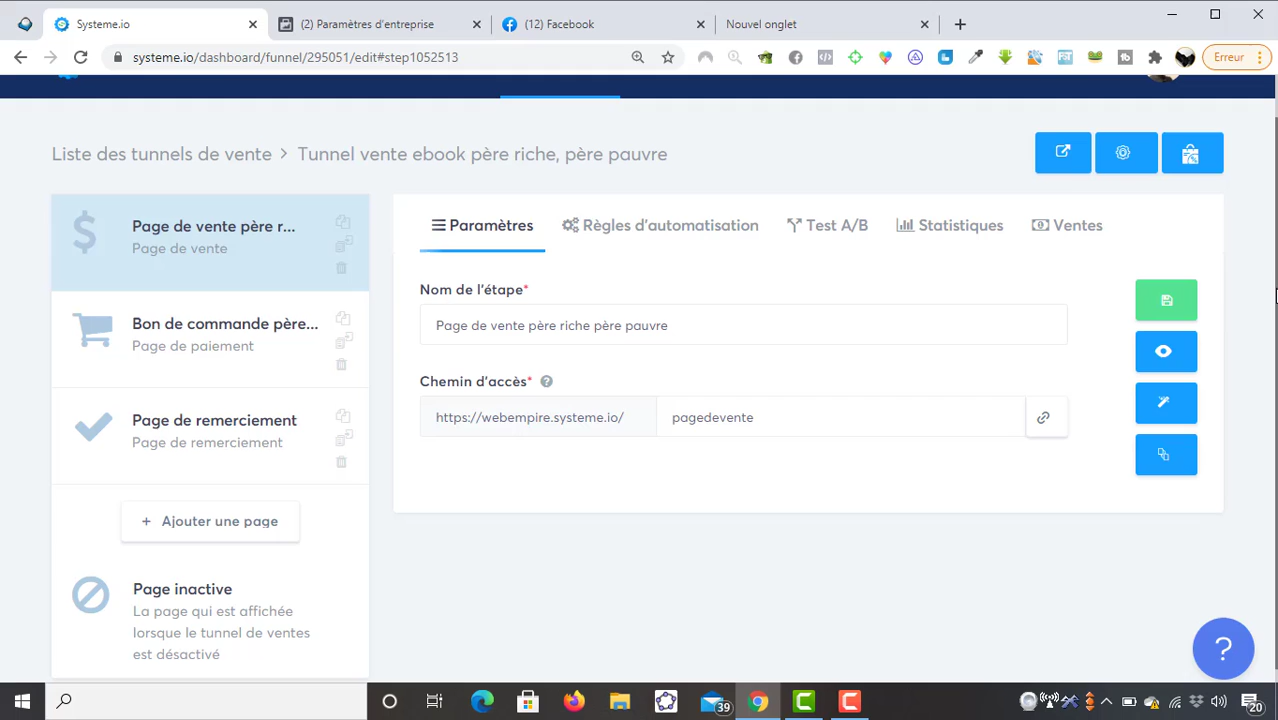 Systeme.io
(2) Paramètres d'entreprise
(12) Facebook
Nouvel onglet
systeme.io/dashboard/funnel/295051/edit#step1052513
Erreur
Liste des tunnels de vente > Tunnel vente ebook père riche, père pauvre
Page de vente père r...
Page de vente
Bon de commande père...
Page de paiement
Page de remerciement
Page de remerciement
+ Ajouter une page
Page inactive
La page qui est affichée
lorsque le tunnel de ventes
est désactivé
Paramètres
Règles d'automatisation
Test A/B
Statistiques
Ventes
Nom de l'étape*
Page de vente père riche père pauvre
Chemin d'accès* ?
https://webempire.systeme.io/
pagedevente
?
39
20